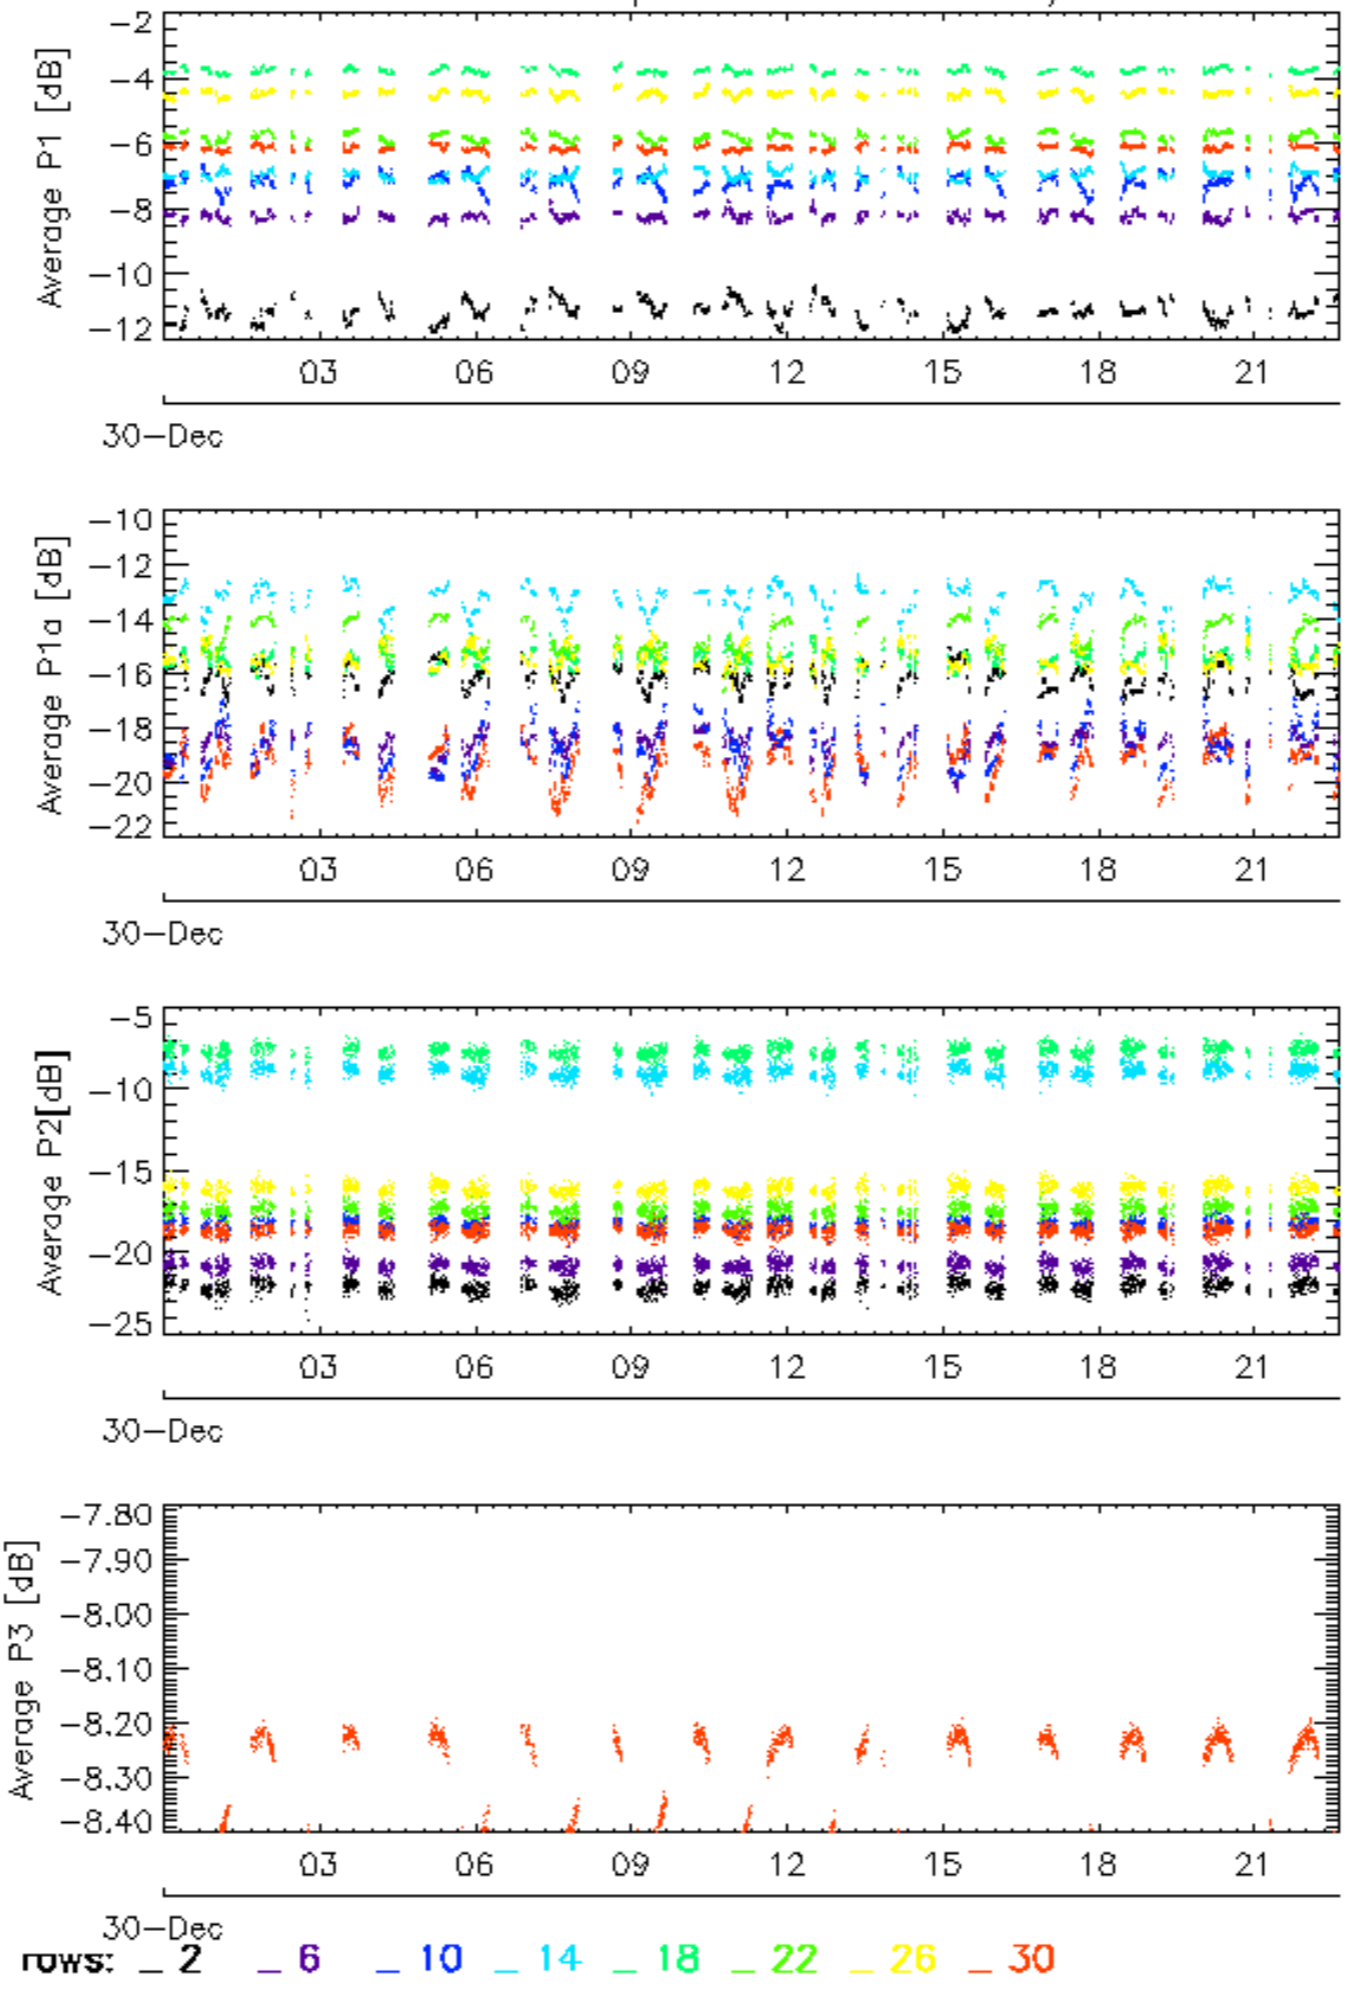 -2
-4
-6
-8
-10
-12
Average P1 [dB]
03 06 09 12 15 18 21
30-Dec
-10
-12
-14
-16
-18
-20
-22
Average P1a [dB]
03 06 09 12 15 18 21
30-Dec
-5
-10
-15
-20
-25
Average P2[dB]
03 06 09 12 15 18 21
30-Dec
-7.80
-7.90
-8.00
-8.10
-8.20
-8.30
-8.40
Average P3 [dB]
03 06 09 12 15 18 21
30-Dec
rows: _ 2 _ 6 _ 10 _ 14 _ 18 _ 22 _ 26 _ 30